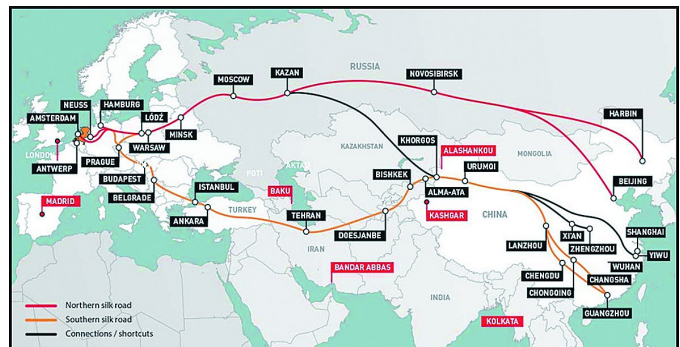 RUSSIA
MOSCOW
KAZAN
NOVOSIBIRSK
HARBIN
NEUSS
HAMBURG
AMSTERDAM
ŁÓDŹ
MINSK
LONDON
WARSAW
ANTWERP
PRAGUE
KAZAKHSTAN
KHORGOS
ALASHANKOU
MONGOLIA
POTI
AKTAU
BISHKEK
URUMQI
BUDAPEST
ISTANBUL
BAKU
ALMA-ATA
BEIJING
MADRID
BELGRADE
TURKEY
TEHRAN
KASHGAR
CHINA
ANKARA
DOESJANBE
XI'AN
SHANGHAI
LANZHOU
ZHENGZHOU
IRAN
YIWU
WUHAN
BANDAR ABBAS
CHENGDU
CHANGSHA
CHONGQING
INDIA
GUANGZHOU
KOLKATA
Northern silk road
Southern silk road
Connections / shortcuts